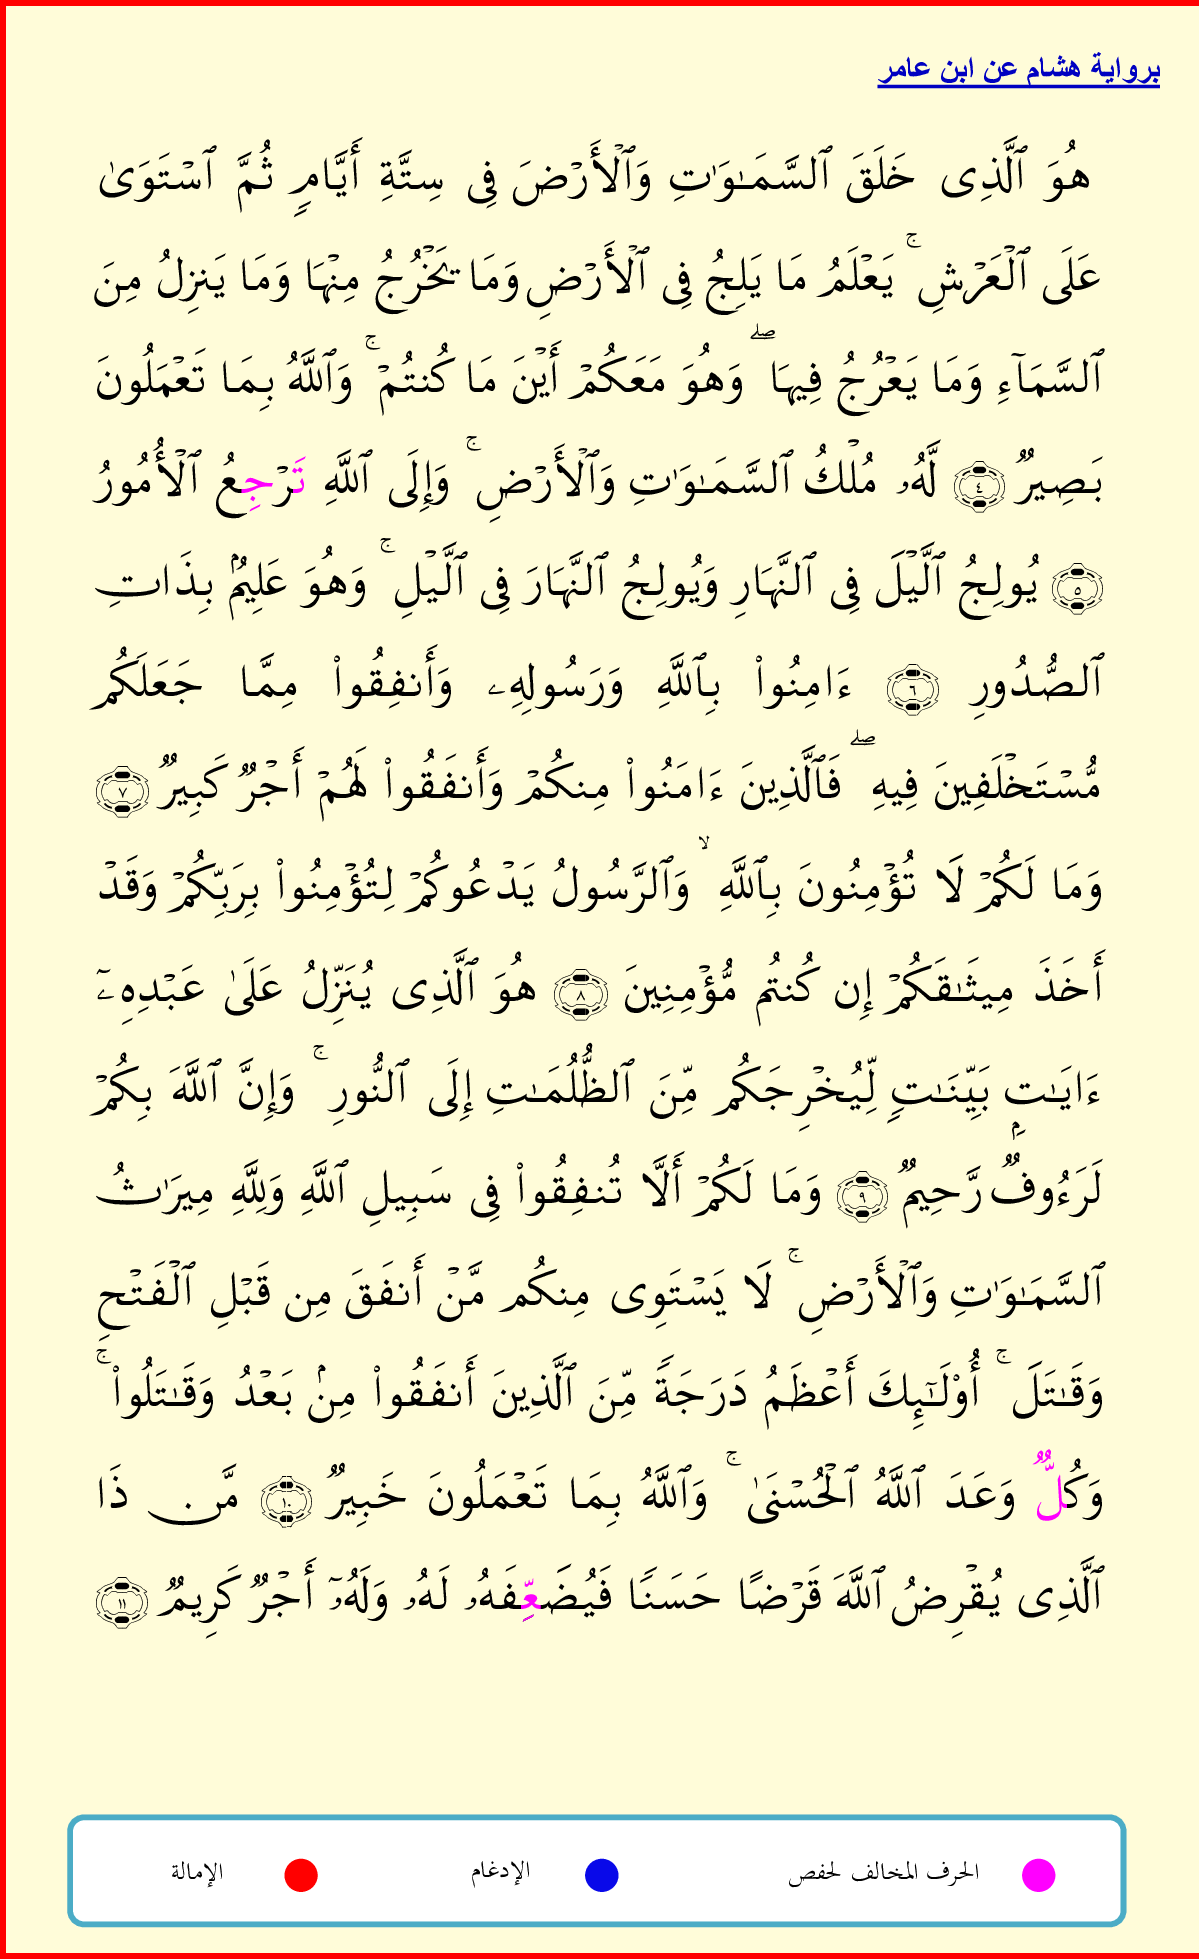 برواية هشام عن ابن عامر
هُوَ ٱلَّذِى خَلَقَ ٱلسَّمَـٰوَٰتِ وَٱلْأَرْضَ فِى سِتَّةِ أَيَّامٍ ثُمَّ ٱسْتَوَىٰ
عَلَى ٱلْعَرْشِ ۚ يَعْلَمُ مَا يَلِجُ فِى ٱلْأَرْضِ وَمَا يَخْرُجُ مِنْهَا وَمَا يَنزِلُ مِنَ
ٱلسَّمَآءِ وَمَا يَعْرُجُ فِيهَا ۖ وَهُوَ مَعَكُمْ أَيْنَ مَا كُنتُمْ ۚ وَٱللَّهُ بِمَا تَعْمَلُونَ
بَصِيرٌ ٤ لَّهُۥ مُلْكُ ٱلسَّمَـٰوَٰتِ وَٱلْأَرْضِ ۚ وَإِلَى ٱللَّهِ تَرْجِعُ ٱلْأُمُورُ
٥ يُولِجُ ٱلَّيْلَ فِى ٱلنَّهَارِ وَيُولِجُ ٱلنَّهَارَ فِى ٱلَّيْلِ ۚ وَهُوَ عَلِيمٌۢ بِذَاتِ
ٱلصُّدُورِ ٦ ءَامِنُوا۟ بِٱللَّهِ وَرَسُولِهِۦ وَأَنفِقُوا۟ مِمَّا جَعَلَكُم
مُّسْتَخْلَفِينَ فِيهِ ۖ فَٱلَّذِينَ ءَامَنُوا۟ مِنكُمْ وَأَنفَقُوا۟ لَهُمْ أَجْرٌ كَبِيرٌ ٧
وَمَا لَكُمْ لَا تُؤْمِنُونَ بِٱللَّهِ ۙ وَٱلرَّسُولُ يَدْعُوكُمْ لِتُؤْمِنُوا۟ بِرَبِّكُمْ وَقَدْ
أَخَذَ مِيثَـٰقَكُمْ إِن كُنتُم مُّؤْمِنِينَ ٨ هُوَ ٱلَّذِى يُنَزِّلُ عَلَىٰ عَبْدِهِۦٓ
ءَايَـٰتٍۭ بَيِّنَـٰتٍ لِّيُخْرِجَكُم مِّنَ ٱلظُّلُمَـٰتِ إِلَى ٱلنُّورِ ۚ وَإِنَّ ٱللَّهَ بِكُمْ
لَرَءُوفٌ رَّحِيمٌ ٩ وَمَا لَكُمْ أَلَّا تُنفِقُوا۟ فِى سَبِيلِ ٱللَّهِ وَلِلَّهِ مِيرَٰثُ
ٱلسَّمَـٰوَٰتِ وَٱلْأَرْضِ ۚ لَا يَسْتَوِى مِنكُم مَّنْ أَنفَقَ مِن قَبْلِ ٱلْفَتْحِ
وَقَـٰتَلَ ۚ أُو۟لَـٰٓئِكَ أَعْظَمُ دَرَجَةً مِّنَ ٱلَّذِينَ أَنفَقُوا۟ مِنۢ بَعْدُ وَقَـٰتَلُوا۟ ۚ
وَكُلٌّ وَعَدَ ٱللَّهُ ٱلْحُسْنَىٰ ۚ وَٱللَّهُ بِمَا تَعْمَلُونَ خَبِيرٌ ١٠ مَّن ذَا
ٱلَّذِى يُقْرِضُ ٱللَّهَ قَرْضًا حَسَنًا فَيُضَعِّفَهُۥ لَهُۥ وَلَهُۥٓ أَجْرٌ كَرِيمٌ ١١
الحرف المخالف لحفص الإدغام الإمالة